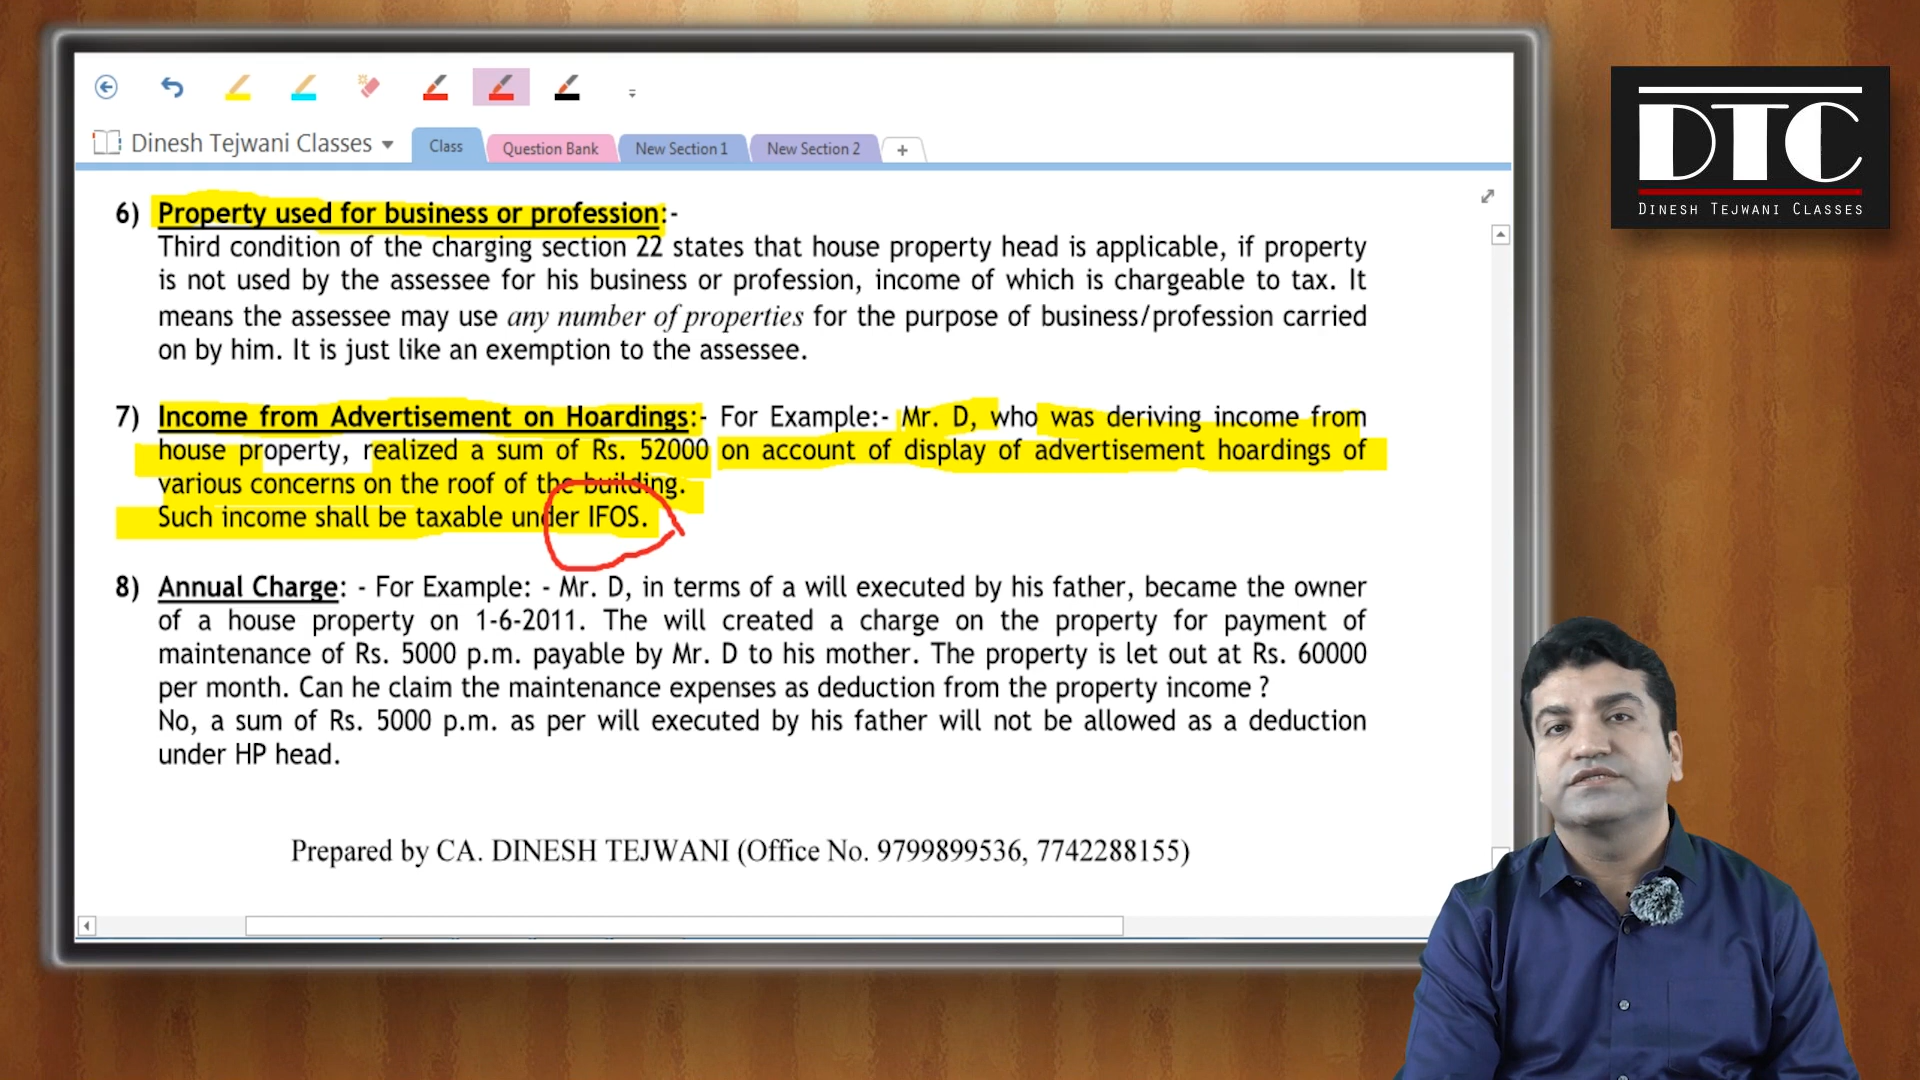 DTC
DINESH TEJWANI CLASSES
Dinesh Tejwani Classes
Class
Question Bank
New Section 1
New Section 2
6) Property used for business or profession:-
Third condition of the charging section 22 states that house property head is applicable, if property
is not used by the assessee for his business or profession, income of which is chargeable to tax. It
means the assessee may use any number of properties for the purpose of business/profession carried
on by him. It is just like an exemption to the assessee.
7) Income from Advertisement on Hoardings:- For Example:- Mr. D, who was deriving income from
house property, realized a sum of Rs. 52000 on account of display of advertisement hoardings of
various concerns on the roof of the building.
Such income shall be taxable under IFOS.
8) Annual Charge: - For Example: - Mr. D, in terms of a will executed by his father, became the owner
of a house property on 1-6-2011. The will created a charge on the property for payment of
maintenance of Rs. 5000 p.m. payable by Mr. D to his mother. The property is let out at Rs. 60000
per month. Can he claim the maintenance expenses as deduction from the property income ?
No, a sum of Rs. 5000 p.m. as per will executed by his father will not be allowed as a deduction
under HP head.
Prepared by CA. DINESH TEJWANI (Office No. 9799899536, 7742288155)